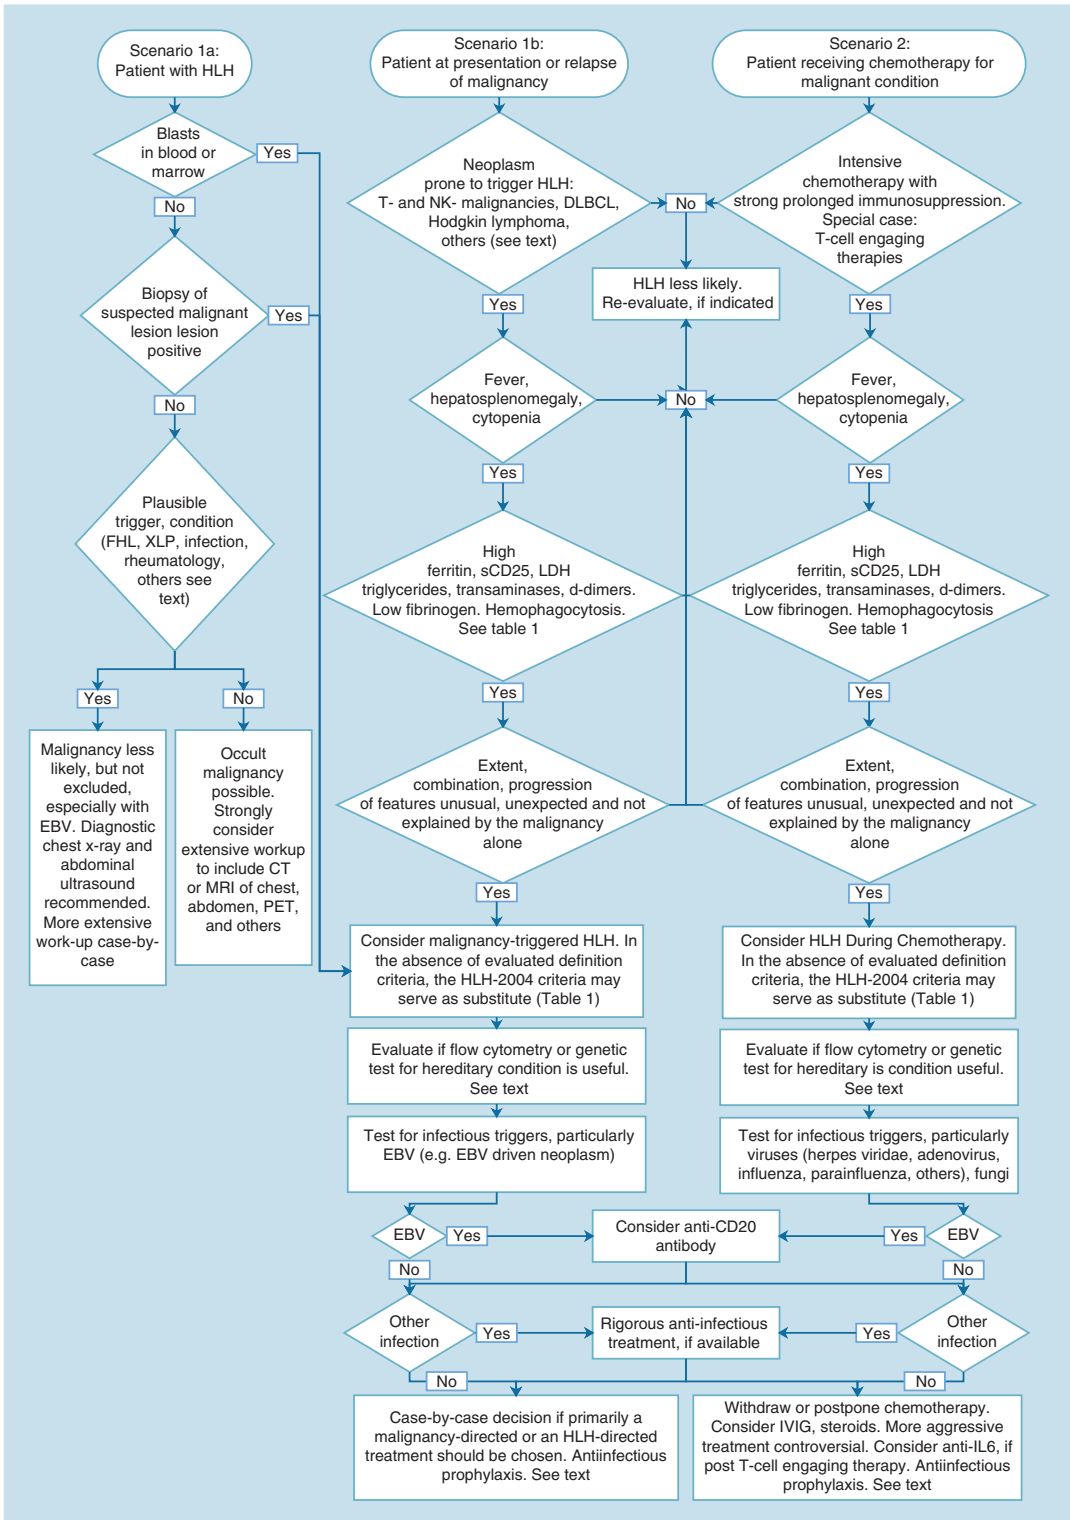 Scenario 1a:
Patient with HLH
Blasts
in blood or
marrow
Yes
No
Biopsy of
suspected malignant
lesion lesion
positive
Yes
No
Plausible
trigger, condition
(FHL, XLP, infection,
rheumatology,
others see
text)
Yes
No
Malignancy less
likely, but not
excluded,
especially with
EBV. Diagnostic
chest x-ray and
abdominal
ultrasound
recommended.
More extensive
work-up case-by-
case
Occult
malignancy
possible.
Strongly
consider
extensive workup
to include CT
or MRI of chest,
abdomen, PET,
and others
Scenario 1b:
Patient at presentation or relapse
of malignancy
Neoplasm
prone to trigger HLH:
T- and NK- malignancies, DLBCL,
Hodgkin lymphoma,
others (see text)
No
HLH less likely.
Re-evaluate, if indicated
Yes
Fever,
hepatosplenomegaly,
cytopenia
No
Yes
High
ferritin, sCD25, LDH
triglycerides, transaminases, d-dimers.
Low fibrinogen. Hemophagocytosis.
See table 1
Yes
Extent,
combination, progression
of features unusual, unexpected and not
explained by the malignancy
alone
Yes
Consider malignancy-triggered HLH. In
the absence of evaluated definition
criteria, the HLH-2004 criteria may
serve as substitute (Table 1)
Evaluate if flow cytometry or genetic
test for hereditary condition is useful.
See text
Test for infectious triggers, particularly
EBV (e.g. EBV driven neoplasm)
EBV
Yes
Consider anti-CD20
antibody
No
Other
infection
Yes
Rigorous anti-infectious
treatment, if available
No
Case-by-case decision if primarily a
malignancy-directed or an HLH-directed
treatment should be chosen. Antiinfectious
prophylaxis. See text
Scenario 2:
Patient receiving chemotherapy for
malignant condition
Intensive
chemotherapy with
strong prolonged immunosuppression.
Special case:
T-cell engaging
therapies
Yes
Fever,
hepatosplenomegaly,
cytopenia
Yes
High
ferritin, sCD25, LDH
triglycerides, transaminases, d-dimers.
Low fibrinogen. Hemophagocytosis
See table 1
Yes
Extent,
combination, progression
of features unusual, unexpected and not
explained by the malignancy
alone
Yes
Consider HLH During Chemotherapy.
In the absence of evaluated definition
criteria, the HLH-2004 criteria may
serve as substitute (Table 1)
Evaluate if flow cytometry or genetic
test for hereditary is condition useful.
See text
Test for infectious triggers, particularly
viruses (herpes viridae, adenovirus,
influenza, parainfluenza, others), fungi
EBV
Yes
No
Other
infection
Yes
No
Withdraw or postpone chemotherapy.
Consider IVIG, steroids. More aggressive
treatment controversial. Consider anti-IL6, if
post T-cell engaging therapy. Antiinfectious
prophylaxis. See text